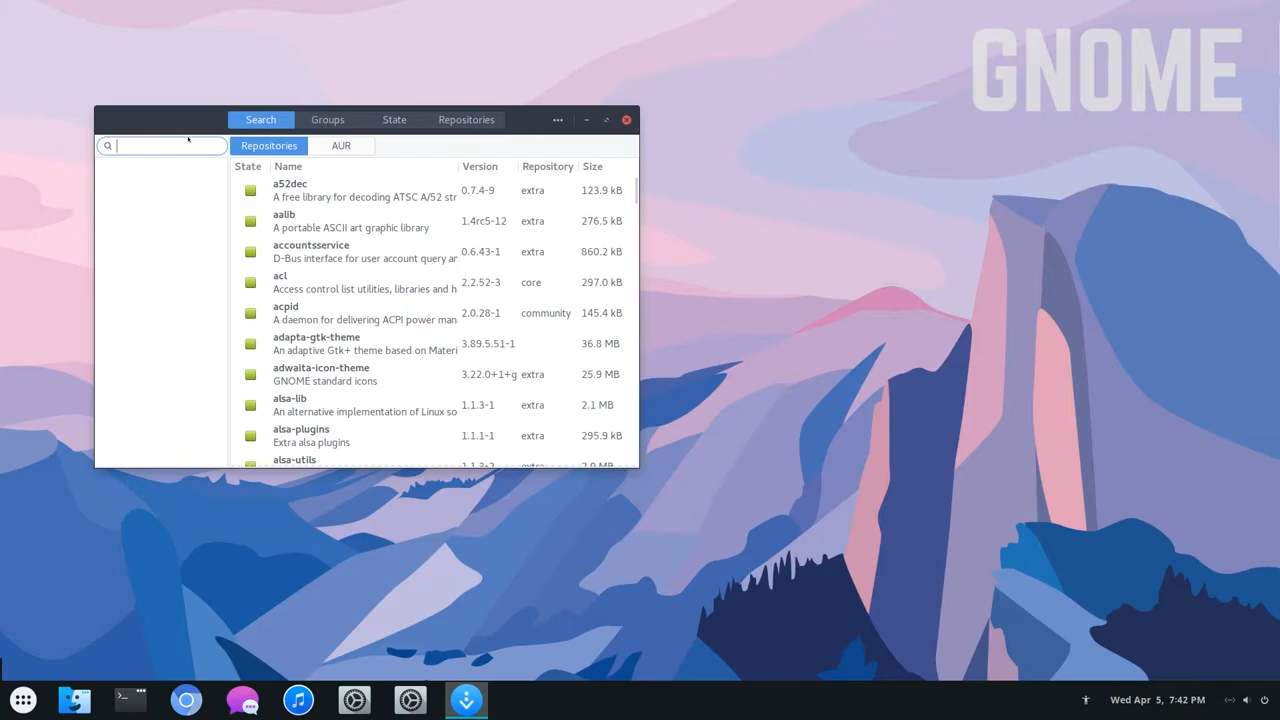 GNOME
Search Groups State Repositories
Repositories AUR
State Name Version Repository Size
a52dec
A free library for decoding ATSC A/52 str 0.7.4-9 extra 123.9 kB
aalib
A portable ASCII art graphic library 1.4rc5-12 extra 276.5 kB
accountsservice
D-Bus interface for user account query ar 0.6.43-1 extra 860.2 kB
acl
Access control list utilities, libraries and h 2.2.52-3 core 297.0 kB
acpid
A daemon for delivering ACPI power man 2.0.28-1 community 145.4 kB
adapta-gtk-theme
An adaptive Gtk+ theme based on Materi 3.89.5.51-1 36.8 MB
adwaita-icon-theme
GNOME standard icons 3.22.0+1+g extra 25.9 MB
alsa-lib
An alternative implementation of Linux so 1.1.3-1 extra 2.1 MB
alsa-plugins
Extra alsa plugins 1.1.1-1 extra 295.9 kB
alsa-utils 1.1.3-2 extra 2.0 MB
Wed Apr 5, 7:42 PM